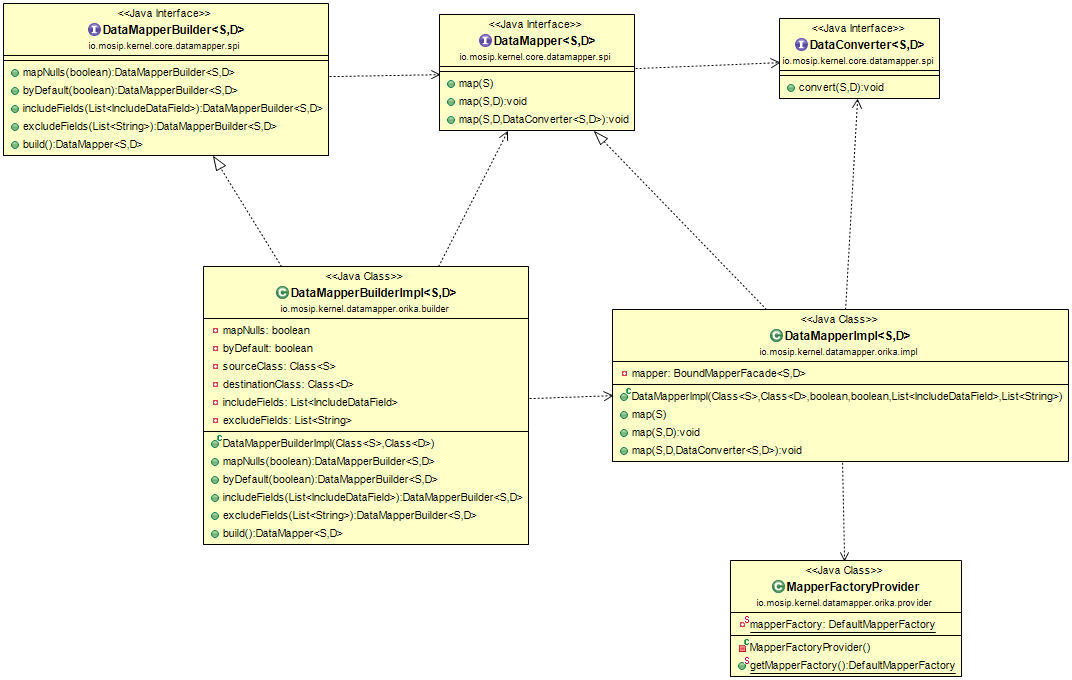 <<Java Interface>>
DataMapperBuilder<S,D>
io.mosip.kernel.core.datamapper.spi
mapNulls(boolean):DataMapperBuilder<S,D>
byDefault(boolean):DataMapperBuilder<S,D>
includeFields(List<IncludeDataField>):DataMapperBuilder<S,D>
excludeFields(List<String>):DataMapperBuilder<S,D>
build():DataMapper<S,D>
<<Java Interface>>
DataMapper<S,D>
io.mosip.kernel.core.datamapper.spi
map(S)
map(S,D):void
map(S,D,DataConverter<S,D>):void
<<Java Interface>>
DataConverter<S,D>
io.mosip.kernel.core.datamapper.spi
convert(S,D):void
<<Java Class>>
DataMapperBuilderImpl<S,D>
io.mosip.kernel.datamapper.orika.builder
mapNulls: boolean
byDefault: boolean
sourceClass: Class<S>
destinationClass: Class<D>
includeFields: List<IncludeDataField>
excludeFields: List<String>
DataMapperBuilderImpl(Class<S>,Class<D>)
mapNulls(boolean):DataMapperBuilder<S,D>
byDefault(boolean):DataMapperBuilder<S,D>
includeFields(List<IncludeDataField>):DataMapperBuilder<S,D>
excludeFields(List<String>):DataMapperBuilder<S,D>
build():DataMapper<S,D>
<<Java Class>>
DataMapperImpl<S,D>
io.mosip.kernel.datamapper.orika.impl
mapper: BoundMapperFacade<S,D>
DataMapperImpl(Class<S>,Class<D>,boolean,boolean,List<IncludeDataField>,List<String>)
map(S)
map(S,D):void
map(S,D,DataConverter<S,D>):void
<<Java Class>>
MapperFactoryProvider
io.mosip.kernel.datamapper.orika.provider
mapperFactory: DefaultMapperFactory
MapperFactoryProvider()
getMapperFactory():DefaultMapperFactory